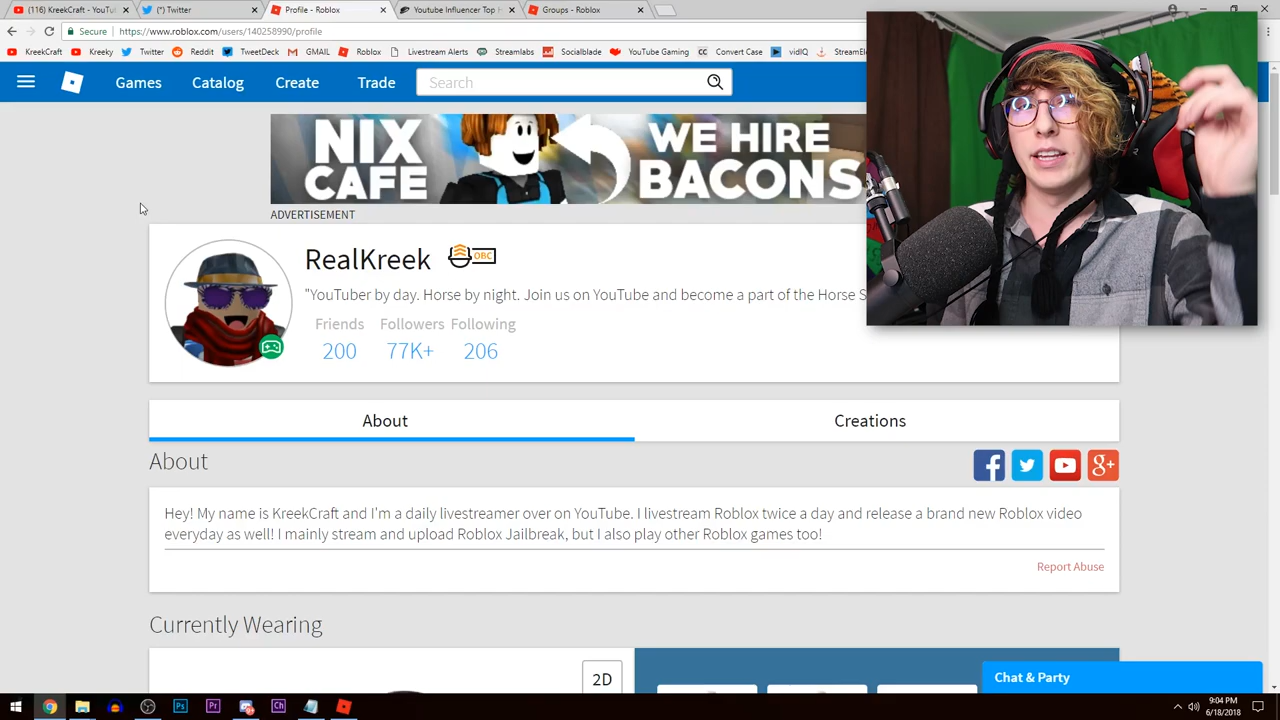 (116) KreekCraft - YouTu
(*) Twitter
Profile - Roblox
Youtube Influencer Top H
Groups - Roblox
Secure
https://www.roblox.com/users/140258990/profile
KreekCraft
Kreeky
Twitter
Reddit
TweetDeck
GMAIL
Roblox
Livestream Alerts
Streamlabs
Socialblade
YouTube Gaming
CC Convert Case
vidIQ
StreamEl
Games
Catalog
Create
Trade
Search
NIX CAFE
WE HIRE BACONS
ADVERTISEMENT
RealKreek
OBC
"YouTuber by day. Horse by night. Join us on YouTube and become a part of the Horse S
Friends Followers Following
200 77K+ 206
About
Creations
About
Hey! My name is KreekCraft and I'm a daily livestreamer over on YouTube. I livestream Roblox twice a day and release a brand new Roblox video
everyday as well! I mainly stream and upload Roblox Jailbreak, but I also play other Roblox games too!
Report Abuse
Currently Wearing
2D
Chat & Party
9:04 PM
6/18/2018